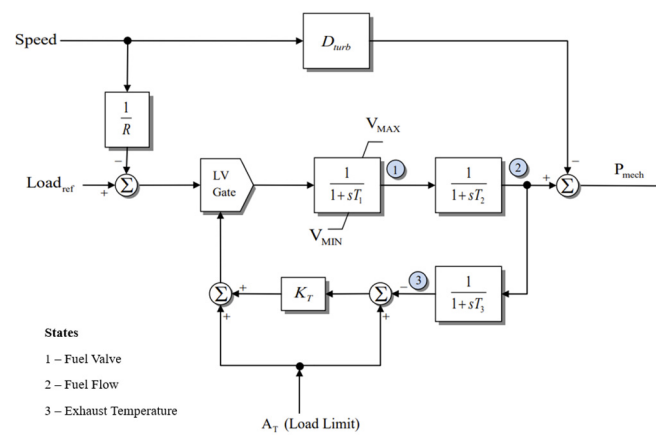 Speed
D_turb
1
R
−
Load_ref
+
Σ
LV
Gate
V_MAX
1
1+sT_1
V_MIN
1
1
1+sT_2
2
+
−
Σ
P_mech
Σ
+
+
K_T
Σ
−
+
3
1
1+sT_3
A_T (Load Limit)
States
1 – Fuel Valve
2 – Fuel Flow
3 – Exhaust Temperature